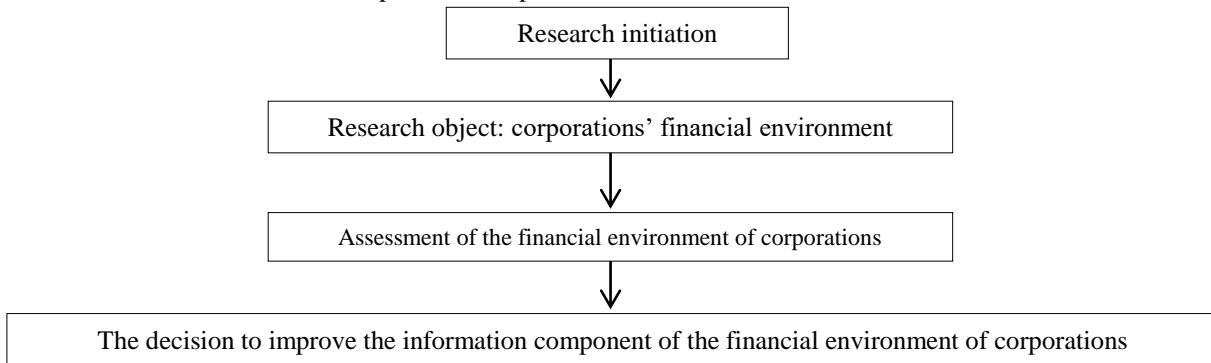 Research initiation
Research object: corporations' financial environment
Assessment of the financial environment of corporations
The decision to improve the information component of the financial environment of corporations